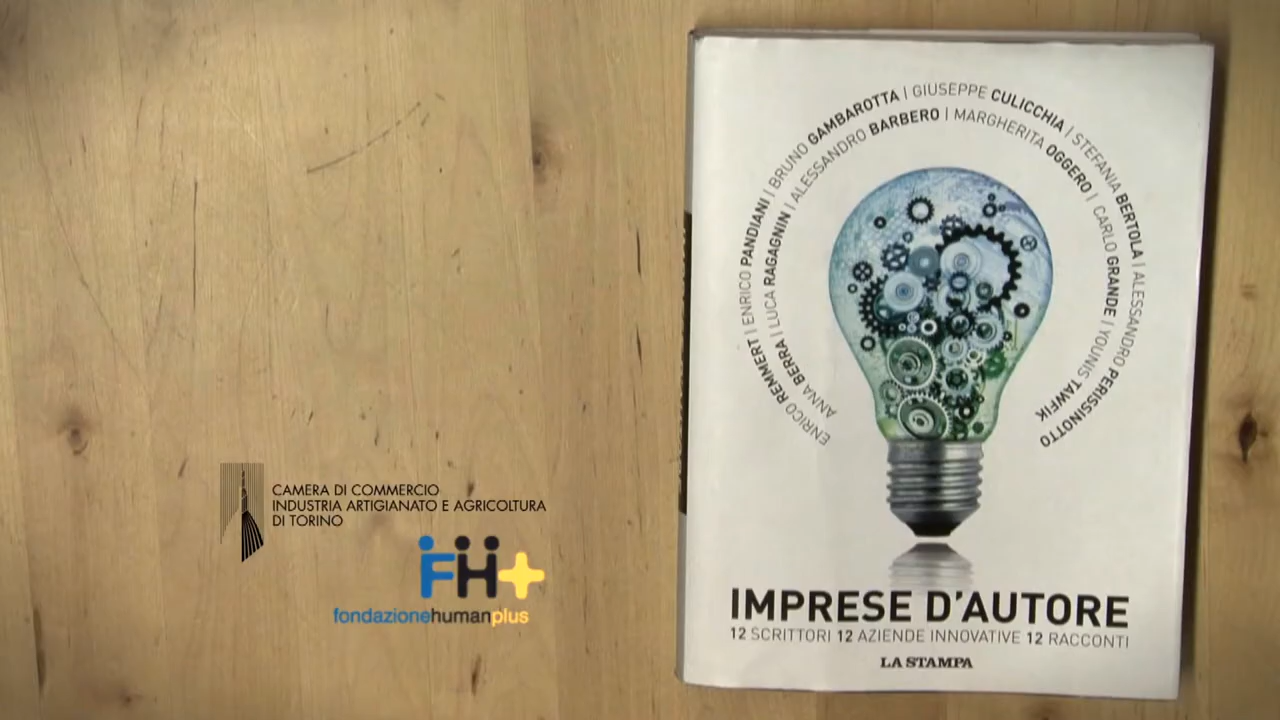 CAMERA DI COMMERCIO
INDUSTRIA ARTIGIANATO E AGRICOLTURA
DI TORINO
FH+
fondazionehumanplus
ENRICO REMMERT | ENRICO PANDIANI | BRUNO GAMBAROTTA | GIUSEPPE CULICCHIA | STEFANIA BERTOLA | ALESSANDRO PERISSINOTTO
ANNA BERRA | LUCA RAGAGNIN | ALESSANDRO BARBERO | MARGHERITA OGGERO | CARLO GRANDE | YOUNIS TAWFIK
IMPRESE D'AUTORE
12 SCRITTORI 12 AZIENDE INNOVATIVE 12 RACCONTI
LA STAMPA